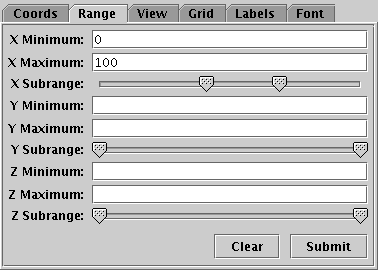 Coords Range View Grid Labels Font
X Minimum: 0
X Maximum: 100
X Subrange:
Y Minimum:
Y Maximum:
Y Subrange:
Z Minimum:
Z Maximum:
Z Subrange:
Clear Submit